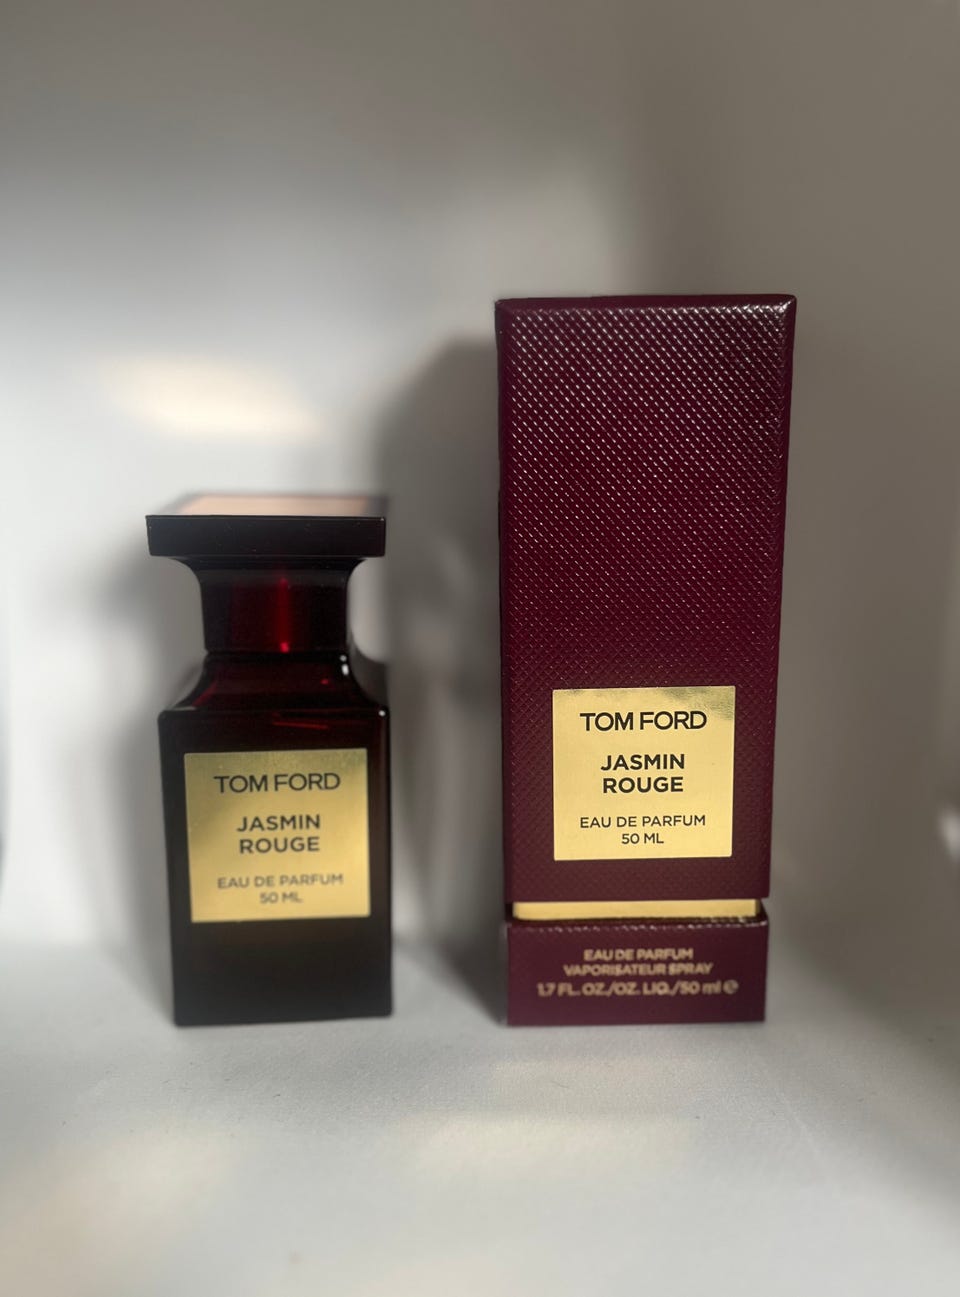 TOM FORD
JASMIN
ROUGE
EAU DE PARFUM
50 ML
TOM FORD
JASMIN
ROUGE
EAU DE PARFUM
50 ML
EAU DE PARFUM
VAPORISATEUR SPRAY
1.7 FL. OZ./OZ. LIQ./50 ml ℮